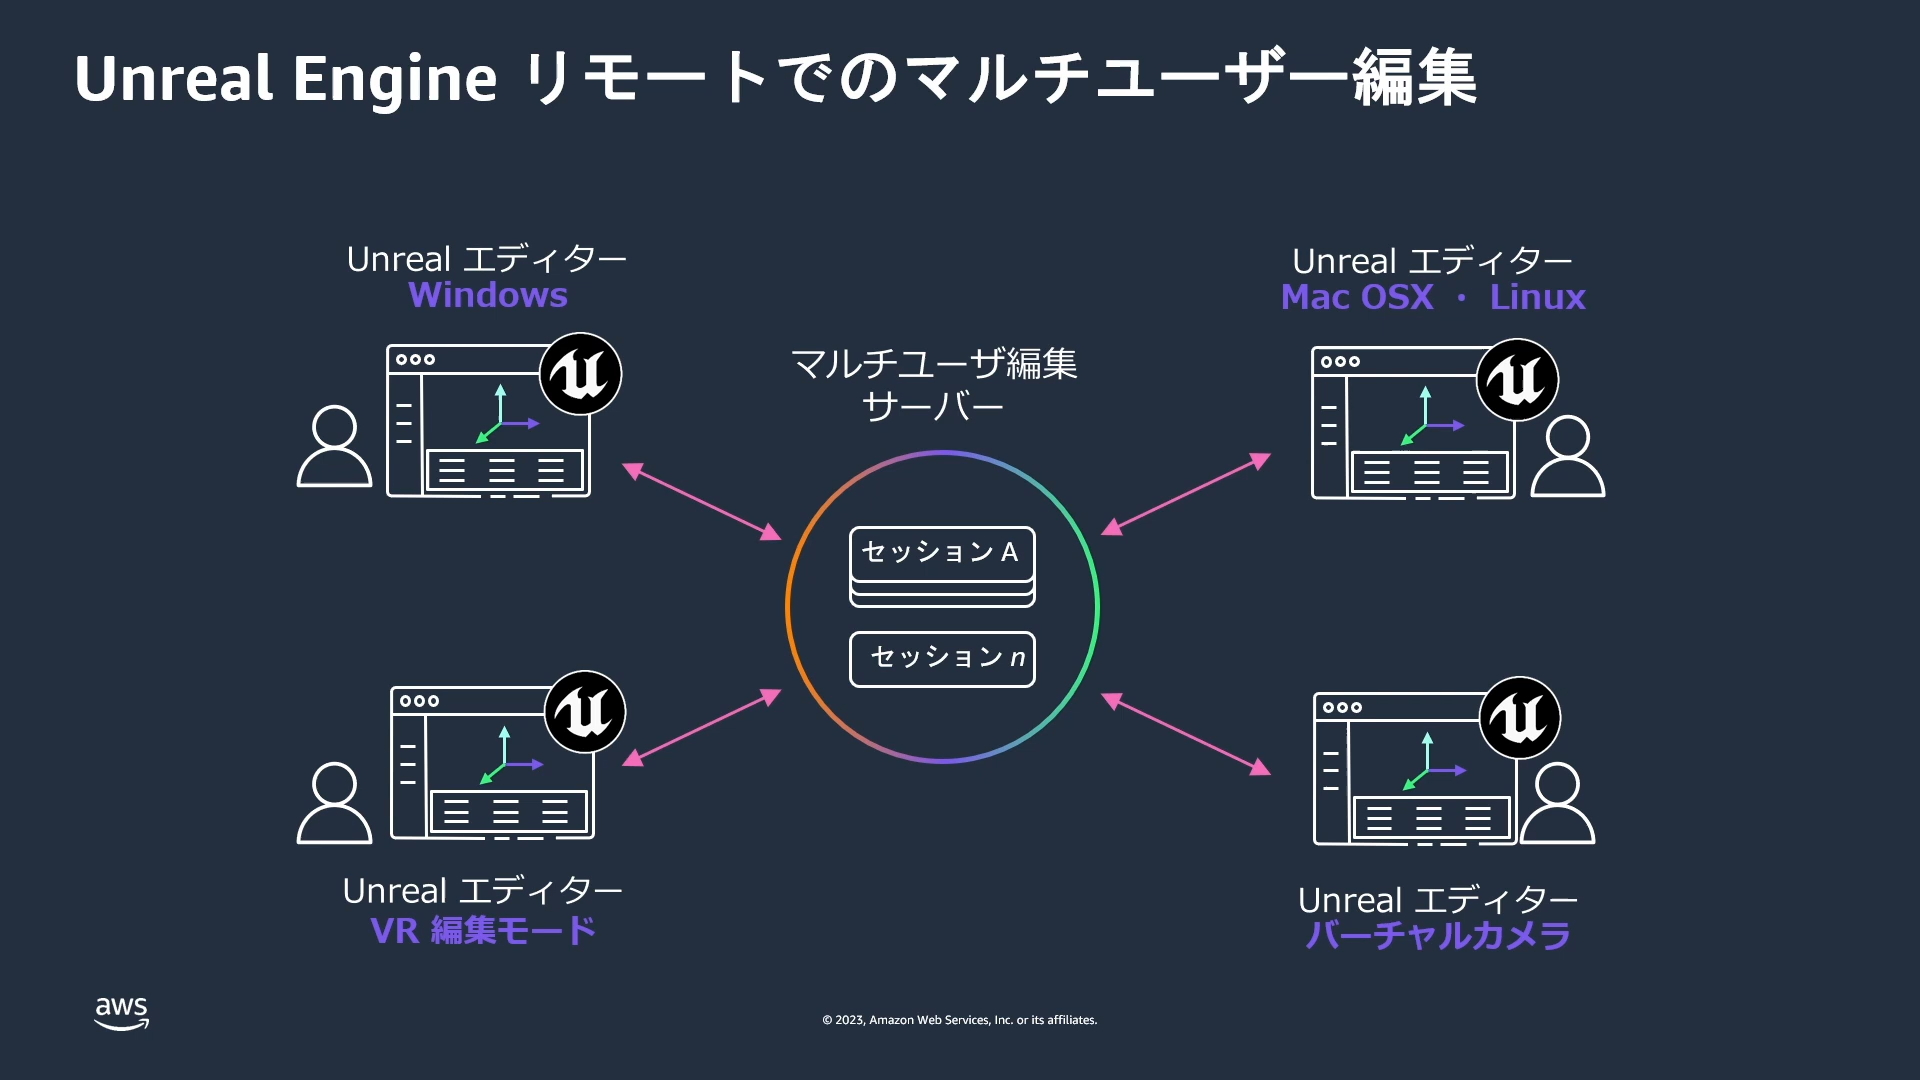 Unreal Engine リモートでのマルチユーザー編集
Unreal エディター
Windows
Unreal エディター
Mac OSX ・ Linux
マルチユーザ編集
サーバー
セッション A
セッション n
Unreal エディター
VR 編集モード
Unreal エディター
バーチャルカメラ
aws
© 2023, Amazon Web Services, Inc. or its affiliates.